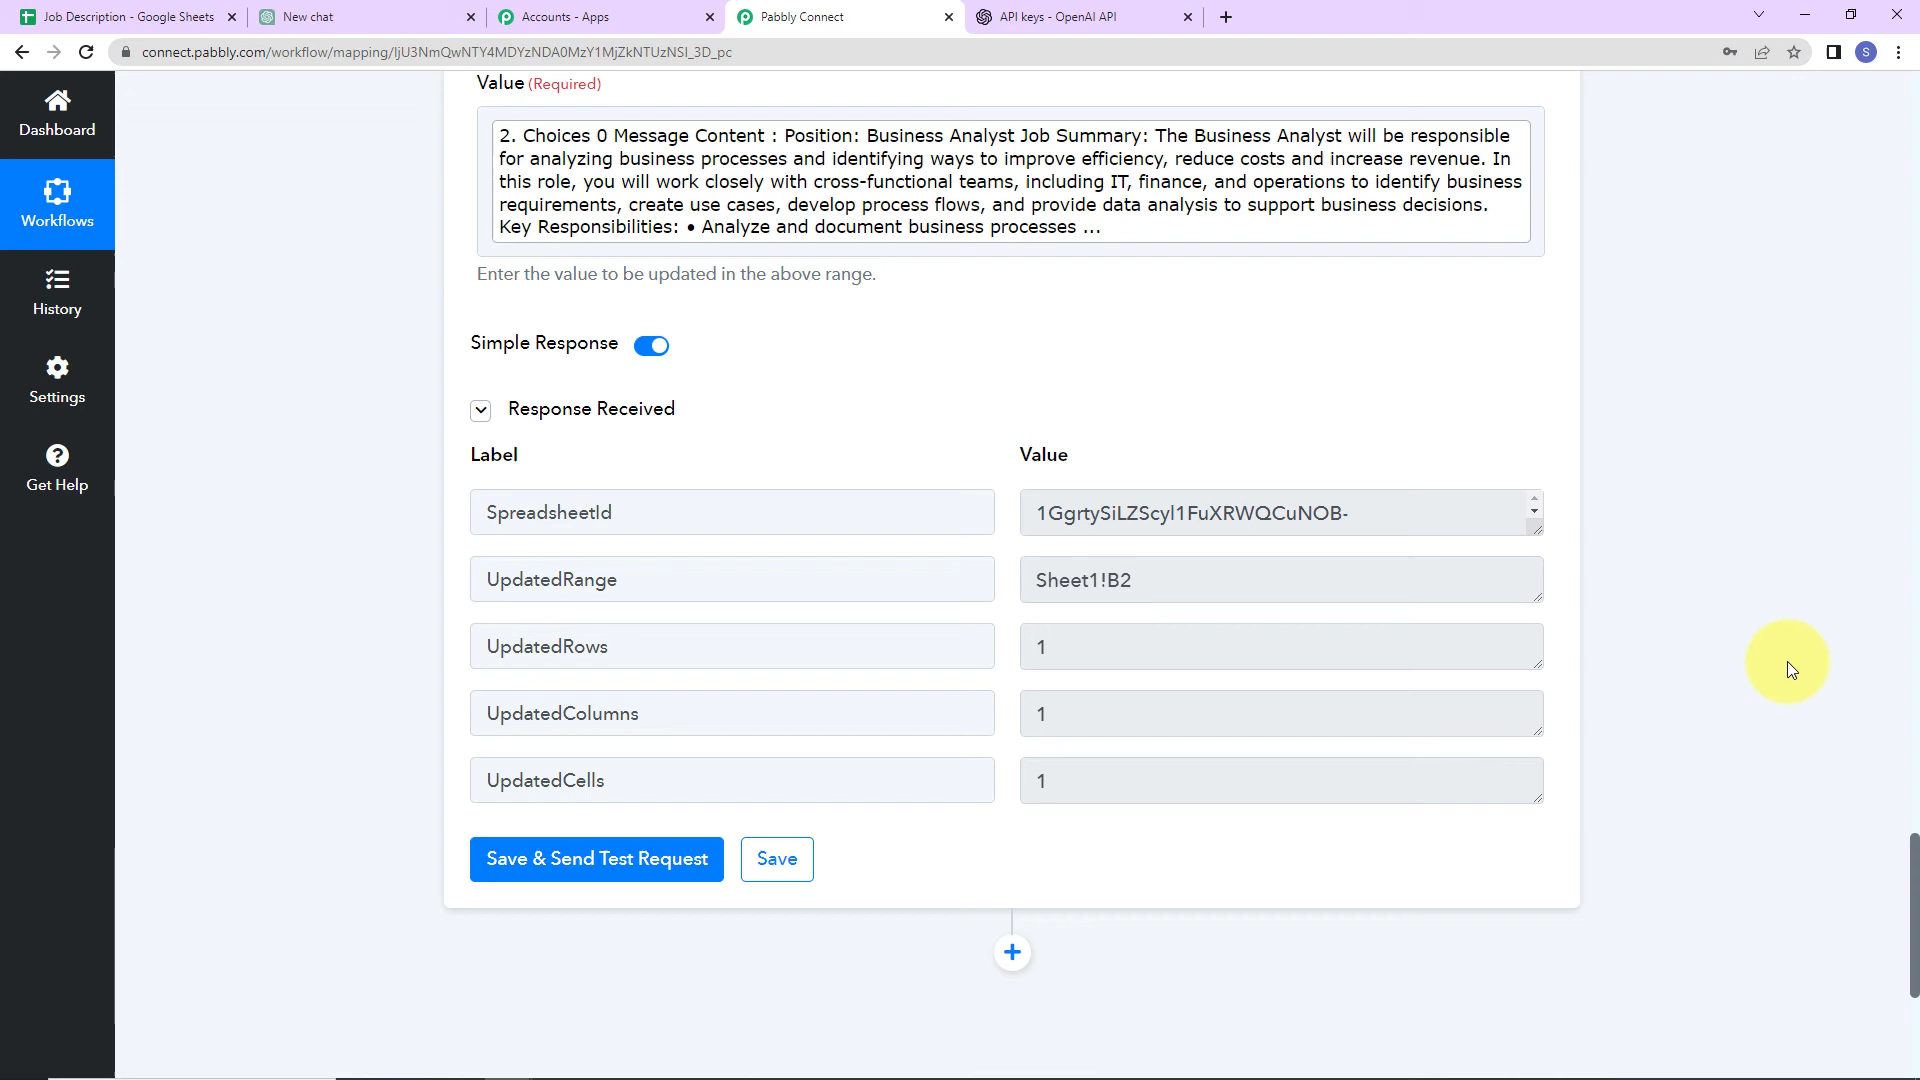 Job Description - Google Sheets
New chat
Accounts - Apps
Pabbly Connect
API keys - OpenAI API
connect.pabbly.com/workflow/mapping/IjU3NmQwNTY4MDYzNDA0MzY1MjZkNTUzNSI_3D_pc
S
Dashboard
Workflows
History
Settings
Get Help
Value (Required)
2. Choices 0 Message Content : Position: Business Analyst Job Summary: The Business Analyst will be responsible
for analyzing business processes and identifying ways to improve efficiency, reduce costs and increase revenue. In
this role, you will work closely with cross-functional teams, including IT, finance, and operations to identify business
requirements, create use cases, develop process flows, and provide data analysis to support business decisions.
Key Responsibilities: • Analyze and document business processes ...
Enter the value to be updated in the above range.
Simple Response
Response Received
Label Value
SpreadsheetId 1GgrtySiLZScyl1FuXRWQCuNOB-
UpdatedRange Sheet1!B2
UpdatedRows 1
UpdatedColumns 1
UpdatedCells 1
Save & Send Test Request Save